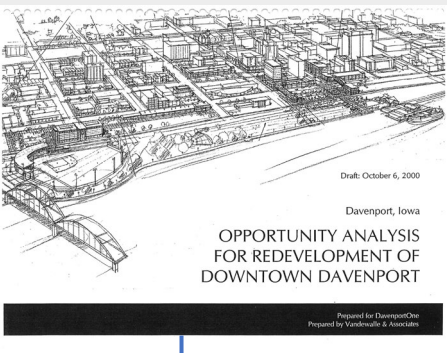 Draft: October 6, 2000
Davenport, Iowa
OPPORTUNITY ANALYSIS
FOR REDEVELOPMENT OF
DOWNTOWN DAVENPORT
Prepared for DavenportOne
Prepared by Vandewalle & Associates